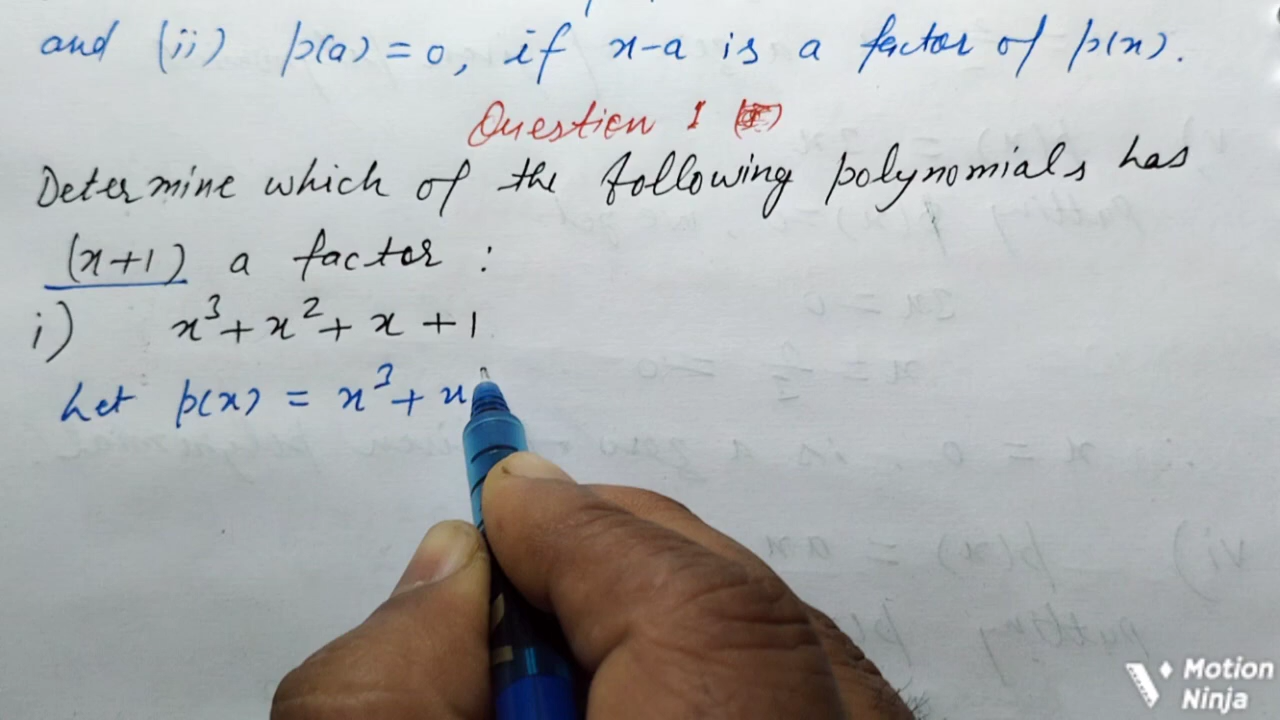 and (ii) p(a) = 0, if x-a is a factor of p(x).
Question 1
Determine which of the following polynomials has
(x+1) a factor :
i) x³ + x² + x + 1
Let p(x) = x³ + x
Motion
Ninja